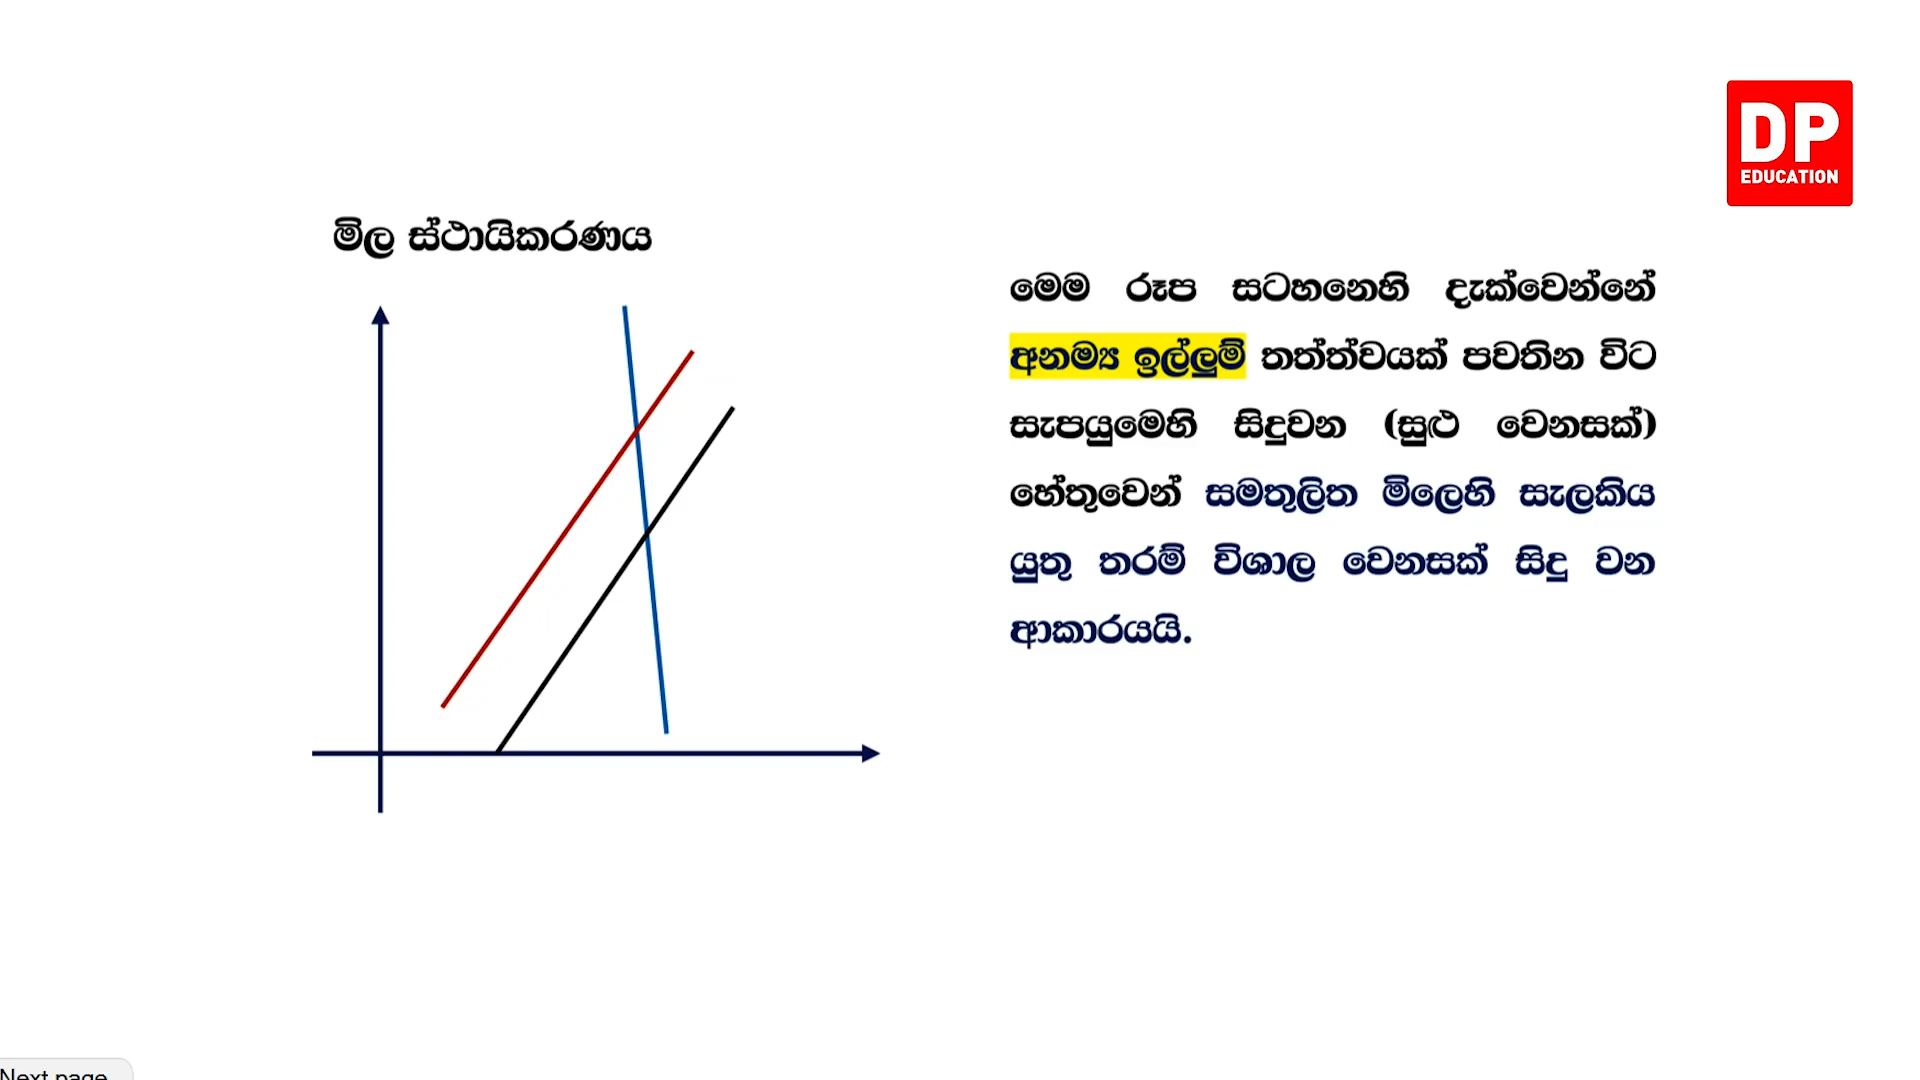 DP
EDUCATION
මිල ස්ථායිකරණය
මෙම රූප සටහනෙහි දැක්වෙන්නේ
අනම්‍ය ඉල්ලුම් තත්ත්වයක් පවතින විට
සැපයුමෙහි සිදුවන (සුළු වෙනසක්)
හේතුවෙන් සමතුලිත මිලෙහි සැලකිය
යුතු තරම් විශාල වෙනසක් සිදු වන
ආකාරයයි.
Next page